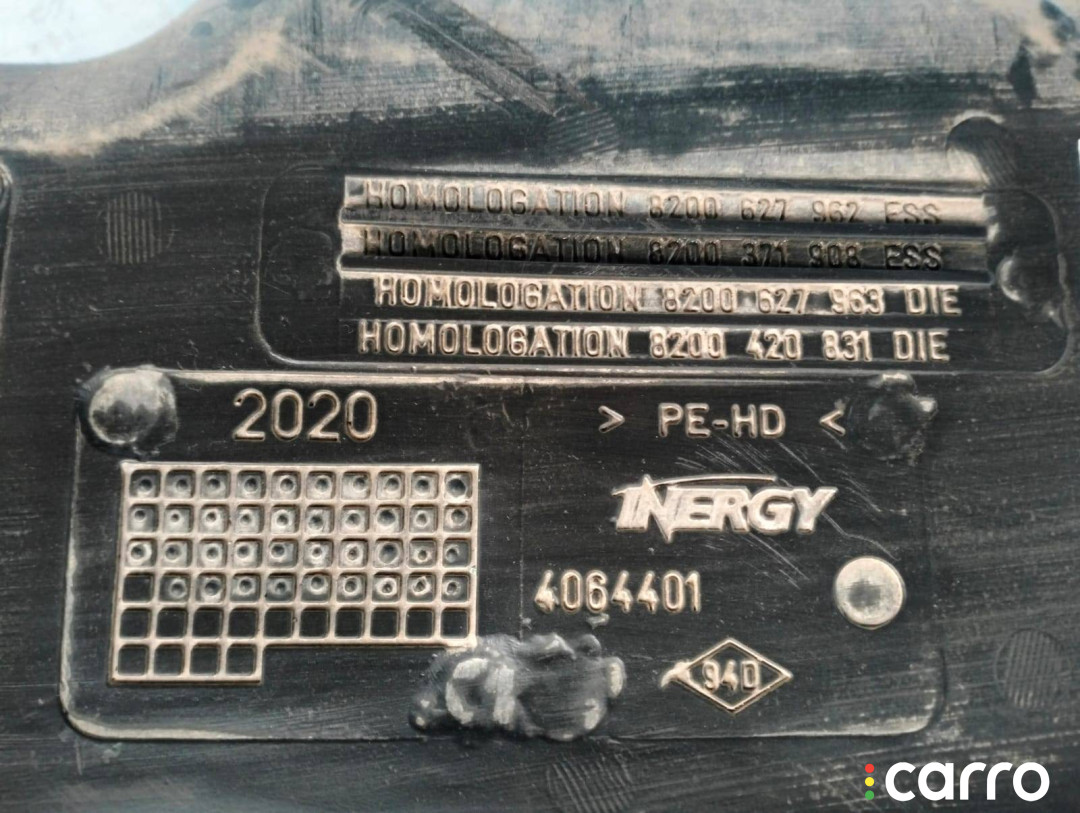 HOMOLOGATION 8200 627 962 ESS
HOMOLOGATION 8200 371 908 ESS
HOMOLOGATION 8200 627 963 DIE
HOMOLOGATION 8200 420 831 DIE
2020 > PE-HD <
INERGY
4064401
94D
carro